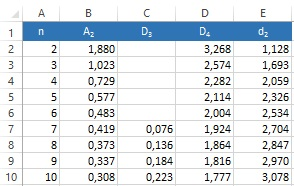 A B C D E
1 n A₂ D₃ D₄ d₂
2 2 1,880 3,268 1,128
3 3 1,023 2,574 1,693
4 4 0,729 2,282 2,059
5 5 0,577 2,114 2,326
6 6 0,483 2,004 2,534
7 7 0,419 0,076 1,924 2,704
8 8 0,373 0,136 1,864 2,847
9 9 0,337 0,184 1,816 2,970
10 10 0,308 0,223 1,777 3,078